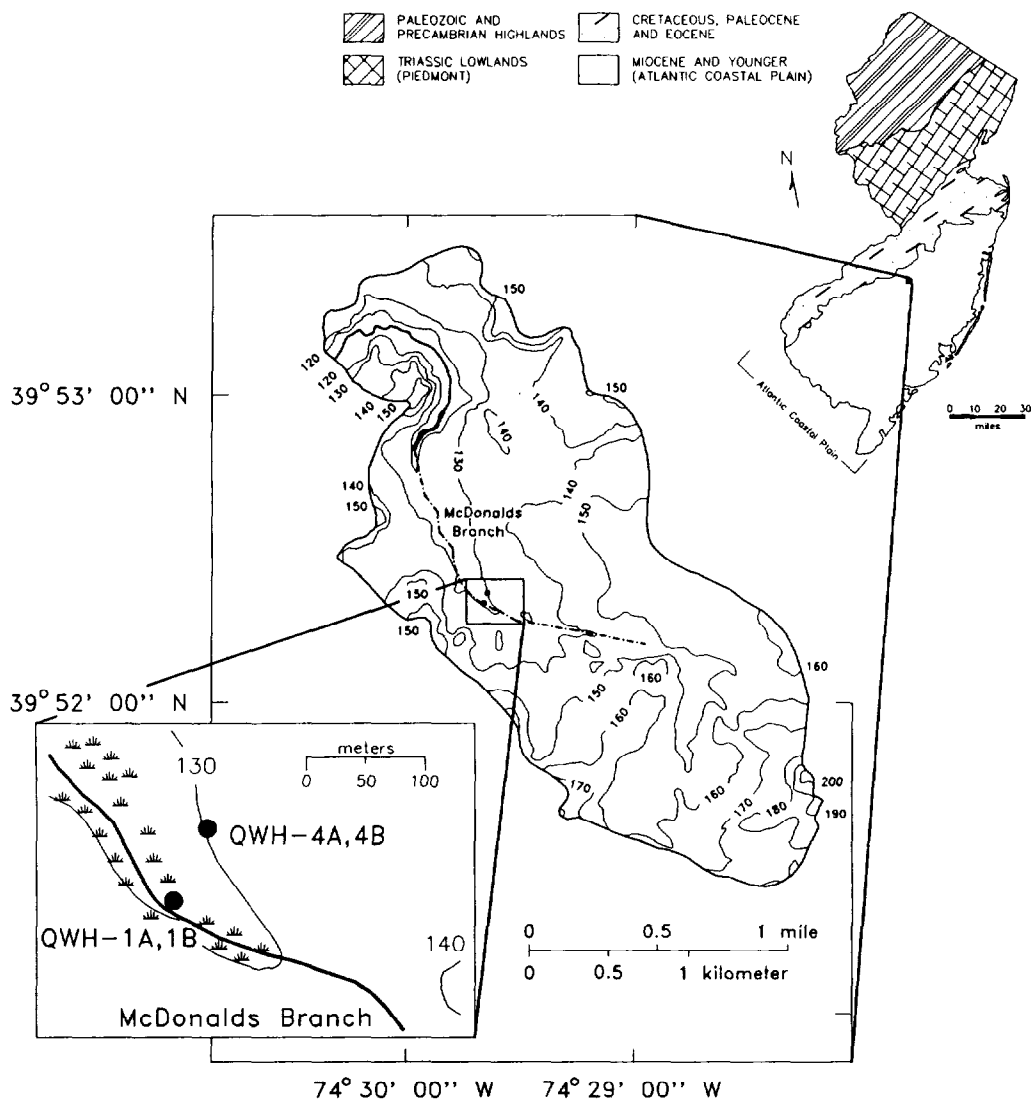 PALEOZOIC AND
PRECAMBRIAN HIGHLANDS
CRETACEOUS, PALEOCENE
AND EOCENE
TRIASSIC LOWLANDS
(PIEDMONT)
MIOCENE AND YOUNGER
(ATLANTIC COASTAL PLAIN)
N
Atlantic Coastal Plain
0 10 20 30
miles
150
120
120
130
140
150
39° 53' 00'' N
150
140
140
130
140
150
140
150
McDonalds
Branch
150
150
160
39° 52' 00'' N
150
160
160
170
160
170
180
200
190
meters
0 50 100
130
QWH-4A,4B
QWH-1A,1B
140
McDonalds Branch
0 0.5 1 mile
0 0.5 1 kilometer
74° 30' 00'' W
74° 29' 00'' W